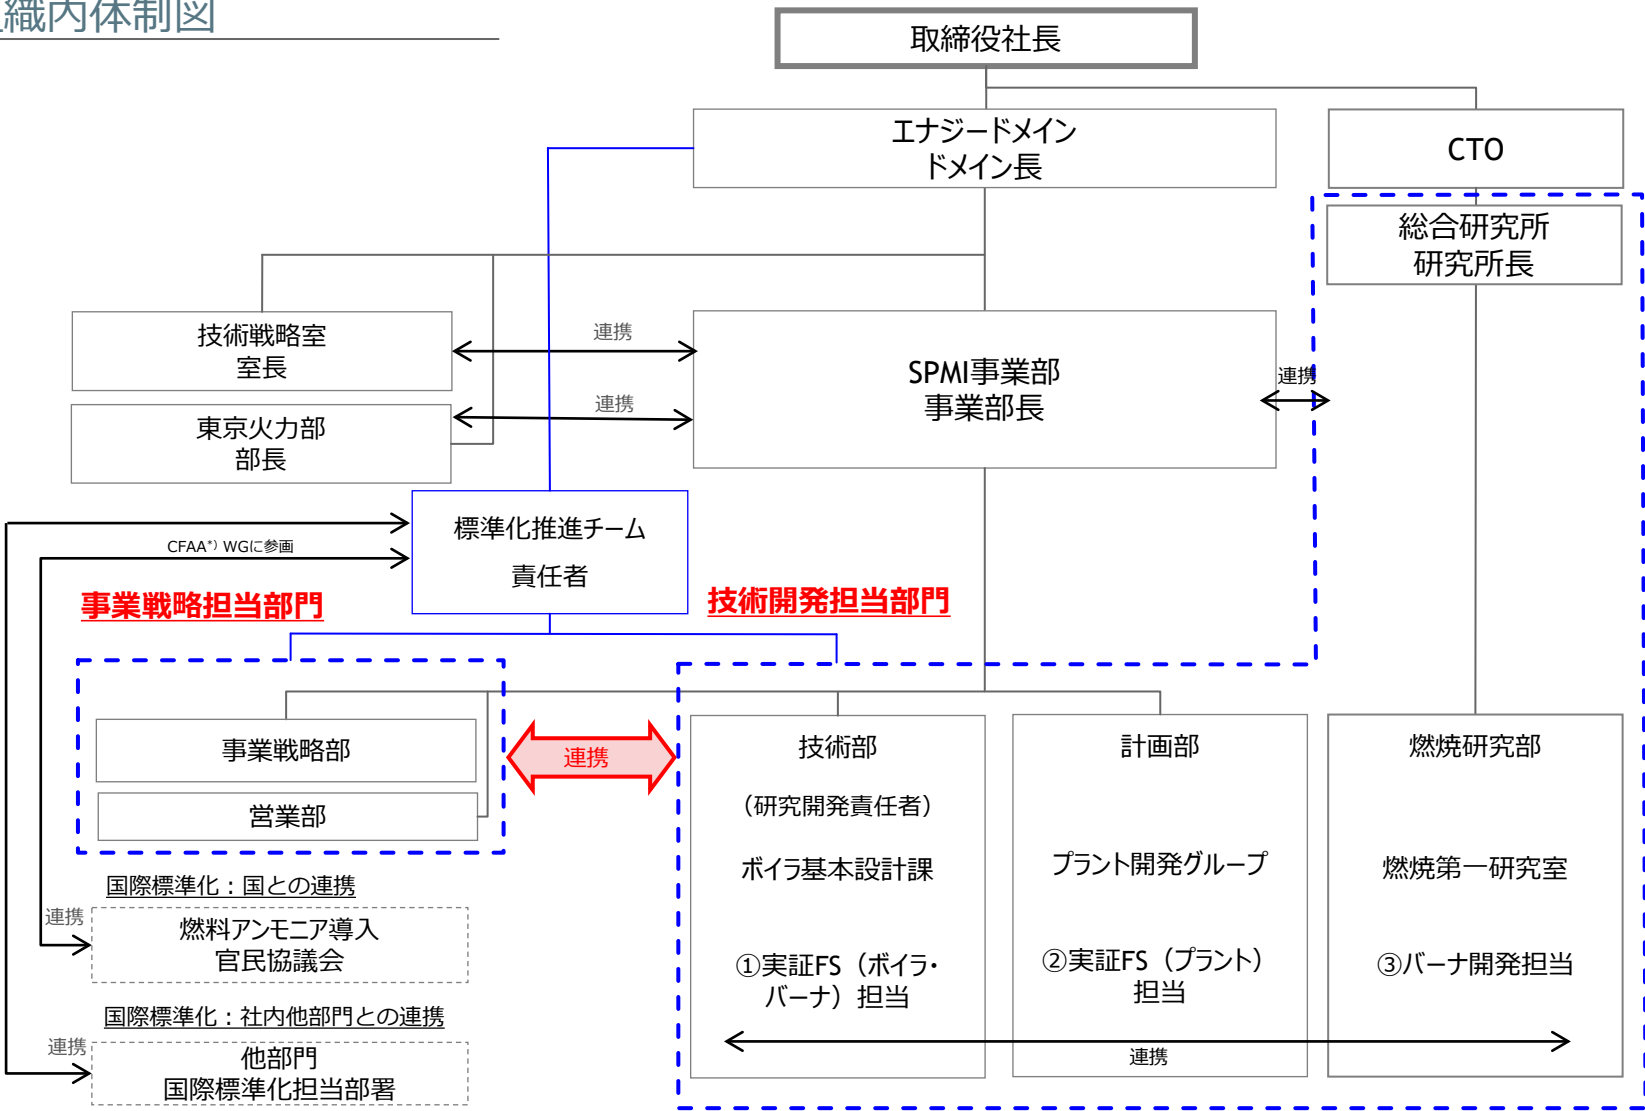 織内体制図
取締役社長
エナジードメイン
ドメイン長
CTO
総合研究所
研究所長
技術戦略室
室長
連携
SPMI事業部
事業部長
連携
東京火力部
部長
連携
標準化推進チーム
責任者
CFAA*) WGに参画
事業戦略担当部門
技術開発担当部門
事業戦略部
営業部
連携
技術部
（研究開発責任者）
ボイラ基本設計課
①実証FS（ボイラ・
バーナ）担当
計画部
プラント開発グループ
②実証FS（プラント）
担当
燃焼研究部
燃焼第一研究室
③バーナ開発担当
連携
国際標準化：国との連携
連携
燃料アンモニア導入
官民協議会
国際標準化：社内他部門との連携
連携
他部門
国際標準化担当部署